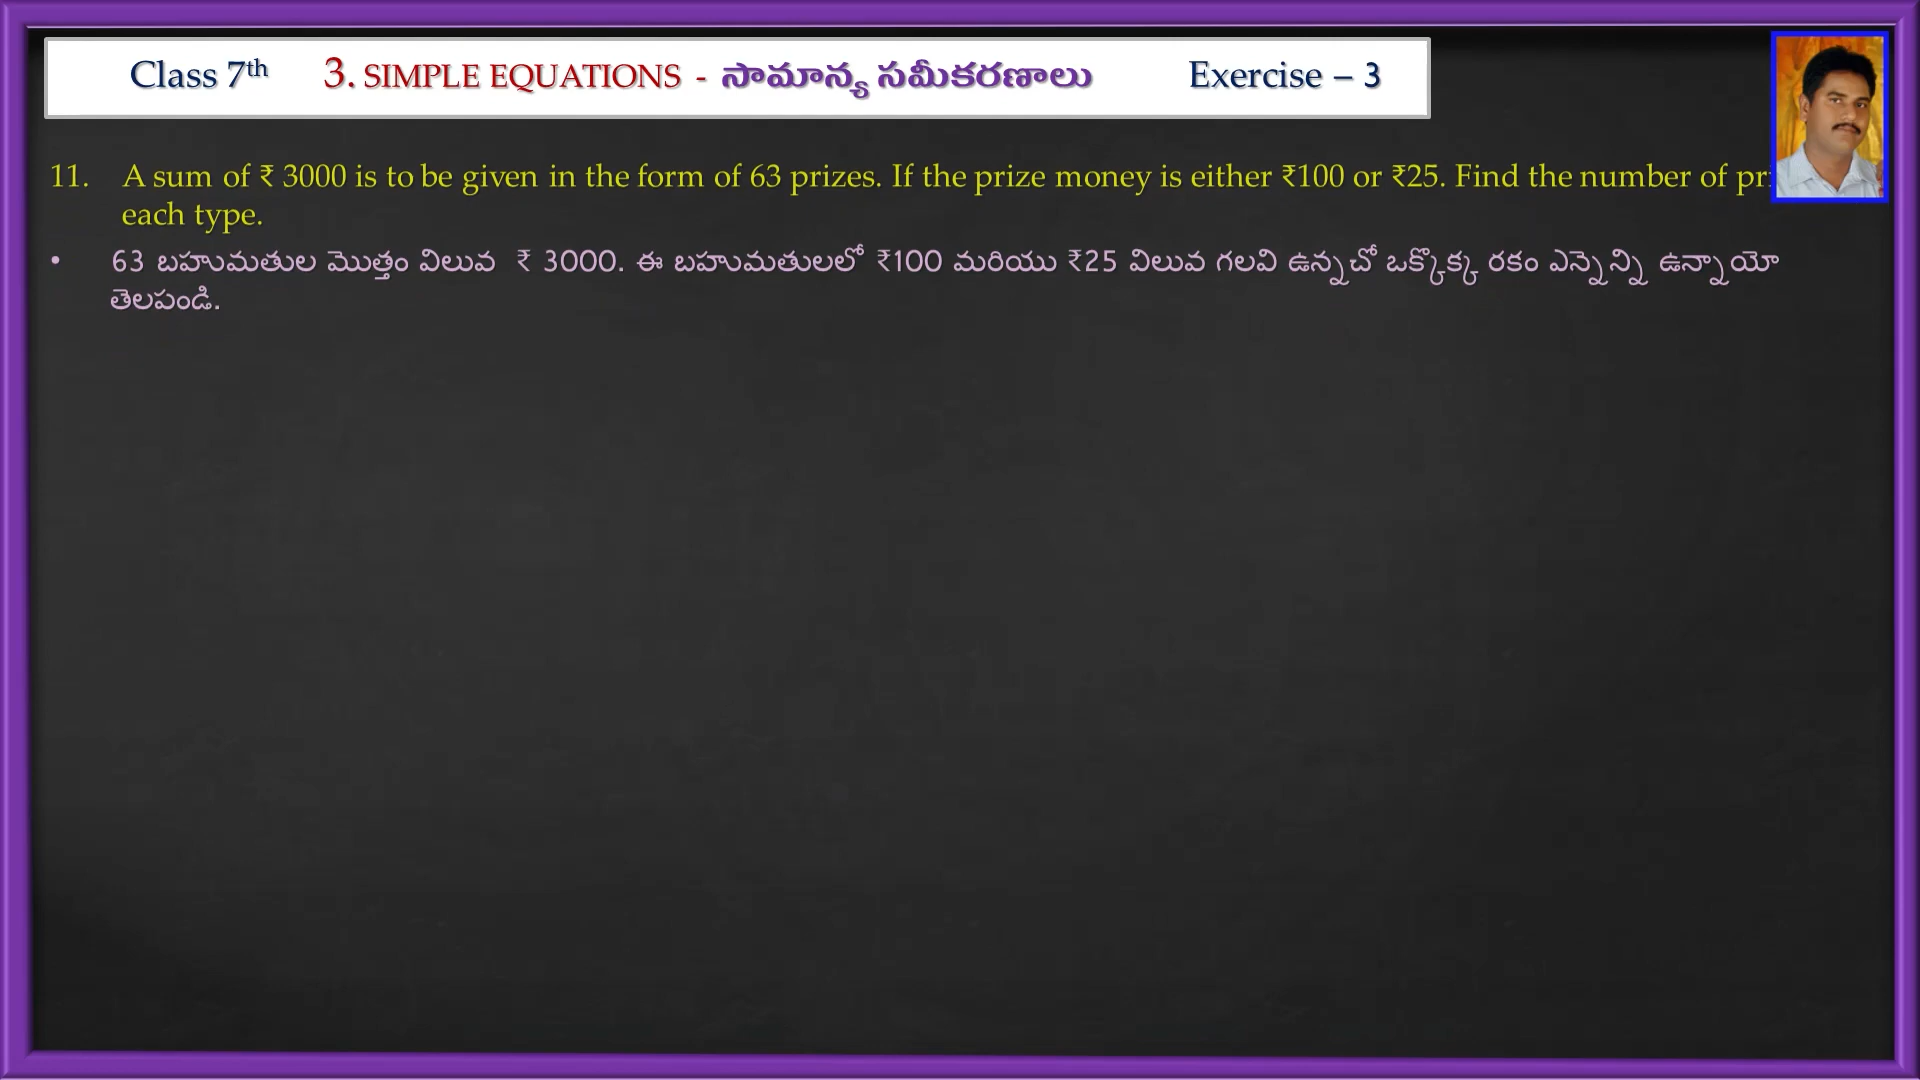 Class 7th 3. SIMPLE EQUATIONS - సామాన్య సమీకరణాలు Exercise – 3
11. A sum of ₹ 3000 is to be given in the form of 63 prizes. If the prize money is either ₹100 or ₹25. Find the number of
each type.
• 63 బహుమతుల మొత్తం విలువ ₹ 3000. ఈ బహుమతులలో ₹100 మరియు ₹25 విలువ గలవి ఉన్నచో ఒక్కొక్క రకం ఎన్నెన్ని ఉన్నాయో
తెలపండి.